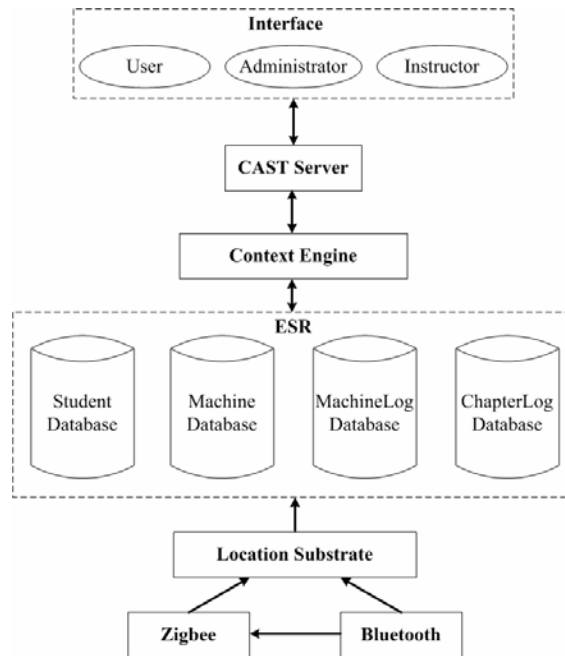 Interface
User
Administrator
Instructor
CAST Server
Context Engine
ESR
Student
Database
Machine
Database
MachineLog
Database
ChapterLog
Database
Location Substrate
Zigbee
Bluetooth